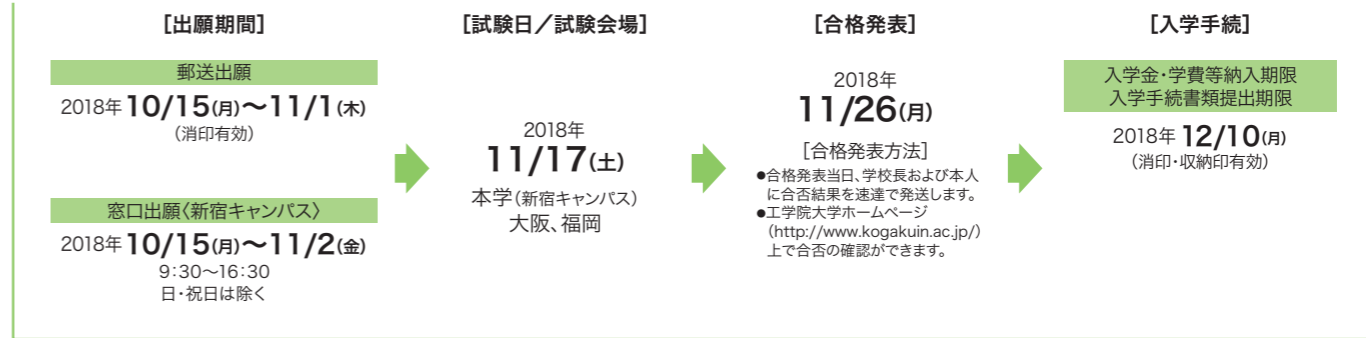 ［出願期間］
郵送出願
2018年 10/15(月)〜11/1(木)
（消印有効）
窓口出願〈新宿キャンパス〉
2018年 10/15(月)〜11/2(金)
9:30〜16:30
日・祝日は除く
［試験日／試験会場］
2018年
11/17(土)
本学（新宿キャンパス）
大阪、福岡
［合格発表］
2018年
11/26(月)
［合格発表方法］
●合格発表当日、学校長および本人
に合否結果を速達で発送します。
●工学院大学ホームページ
（http://www.kogakuin.ac.jp/）
上で合否の確認ができます。
［入学手続］
入学金・学費等納入期限
入学手続書類提出期限
2018年 12/10(月)
（消印・収納印有効）